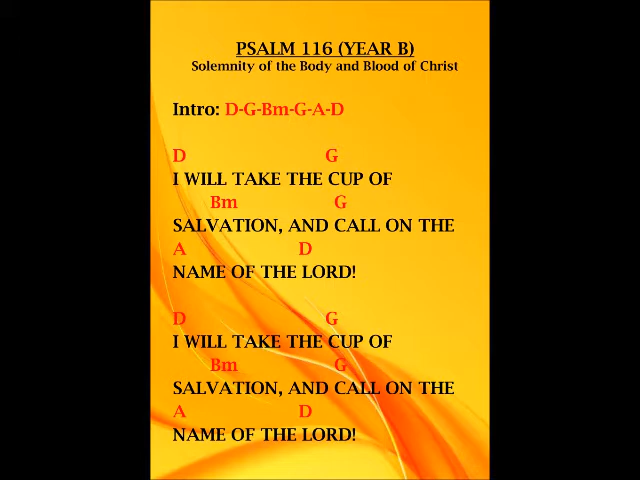 PSALM 116 (YEAR B)
Solemnity of the Body and Blood of Christ
Intro: D-G-Bm-G-A-D
D G
I WILL TAKE THE CUP OF
Bm G
SALVATION, AND CALL ON THE
A D
NAME OF THE LORD!
D G
I WILL TAKE THE CUP OF
Bm G
SALVATION, AND CALL ON THE
A D
NAME OF THE LORD!